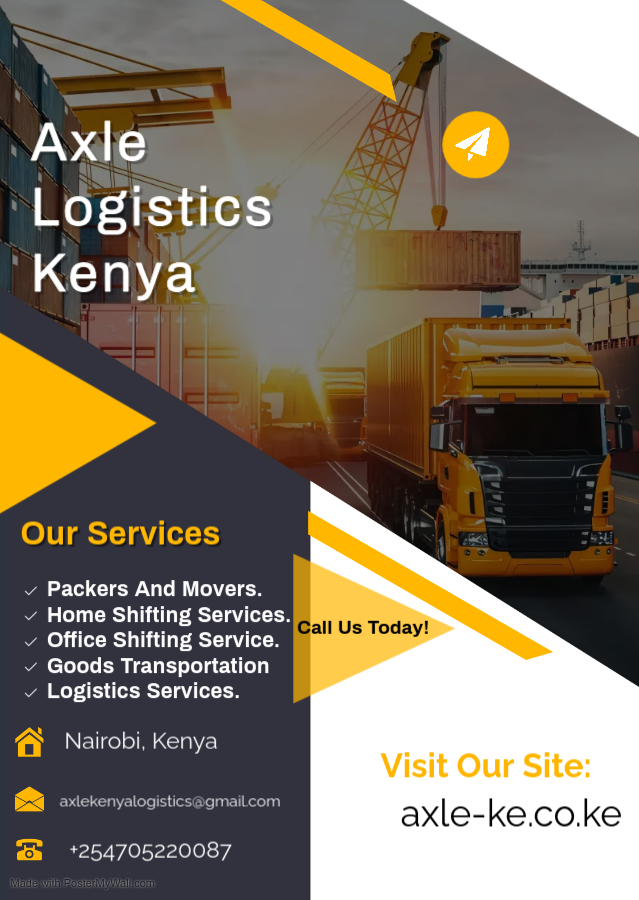 Axle
Logistics
Kenya
Our Services
Packers And Movers.
Home Shifting Services.
Office Shifting Service.
Goods Transportation
Logistics Services.
Call Us Today!
Nairobi, Kenya
axlekenyalogistics@gmail.com
+254705220087
Visit Our Site:
axle-ke.co.ke
Made with PosterMyWall.com